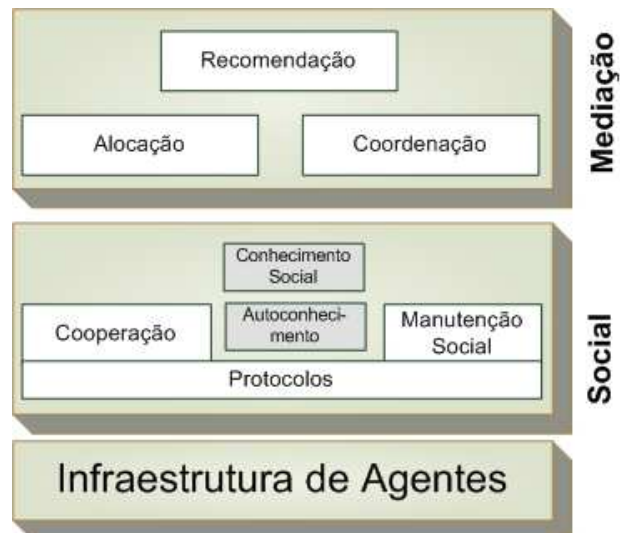 Recomendação
Alocação
Coordenação
Mediação
Conhecimento
Social
Cooperação
Autoconheci-
mento
Manutenção
Social
Protocolos
Social
Infraestrutura de Agentes